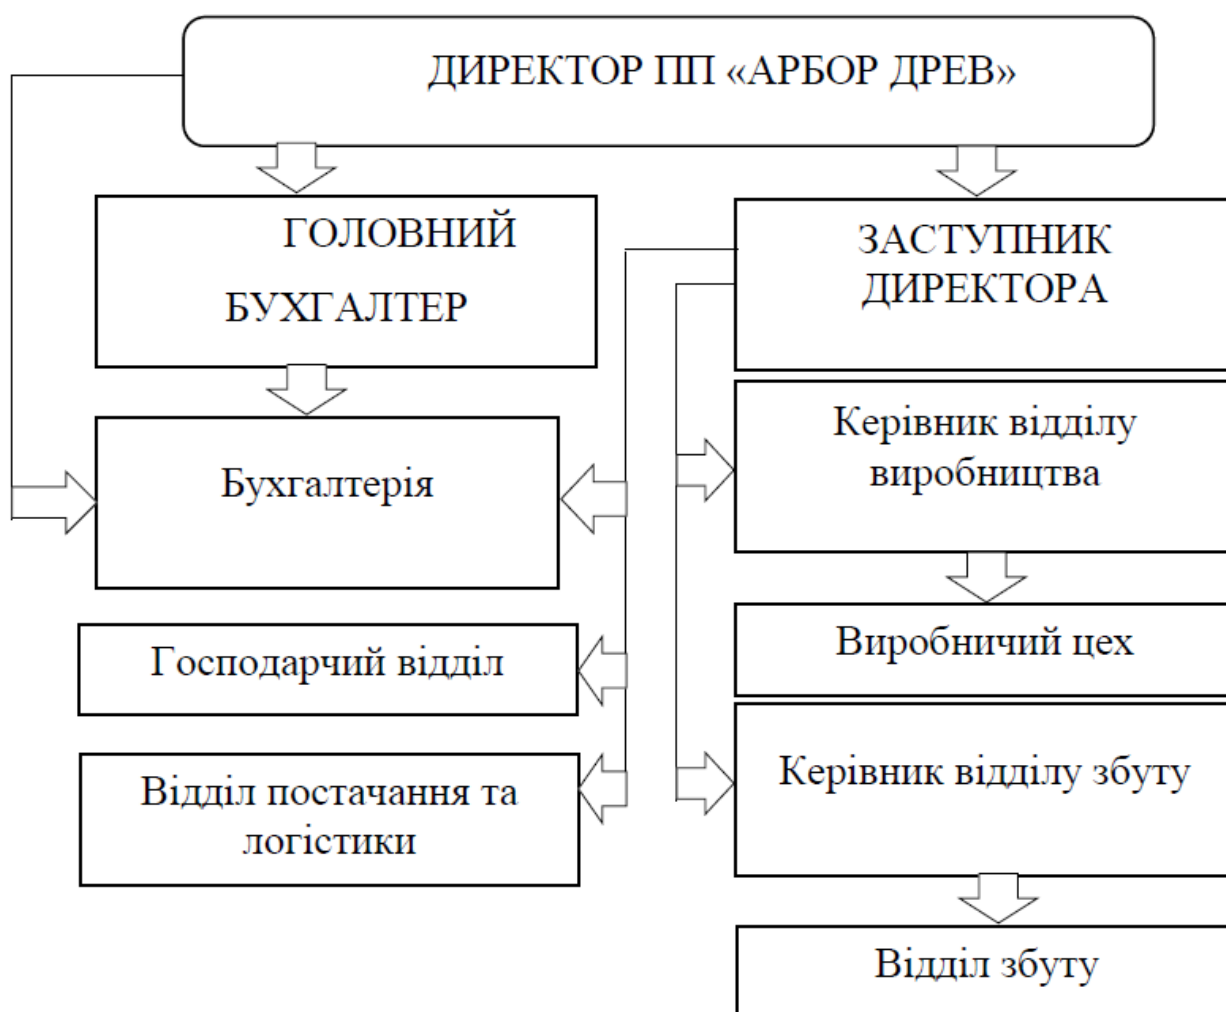 ДИРЕКТОР ПП «АРБОР ДРЕВ»
ГОЛОВНИЙ
БУХГАЛТЕР
ЗАСТУПНИК
ДИРЕКТОРА
Бухгалтерія
Керівник відділу
виробництва
Господарчий відділ
Виробничий цех
Відділ постачання та
логістики
Керівник відділу збуту
Відділ збуту